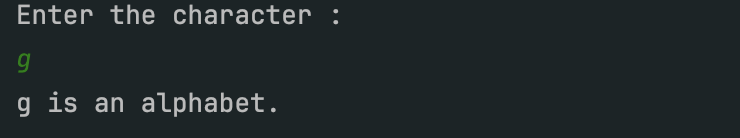 Enter the character :
g
g is an alphabet.